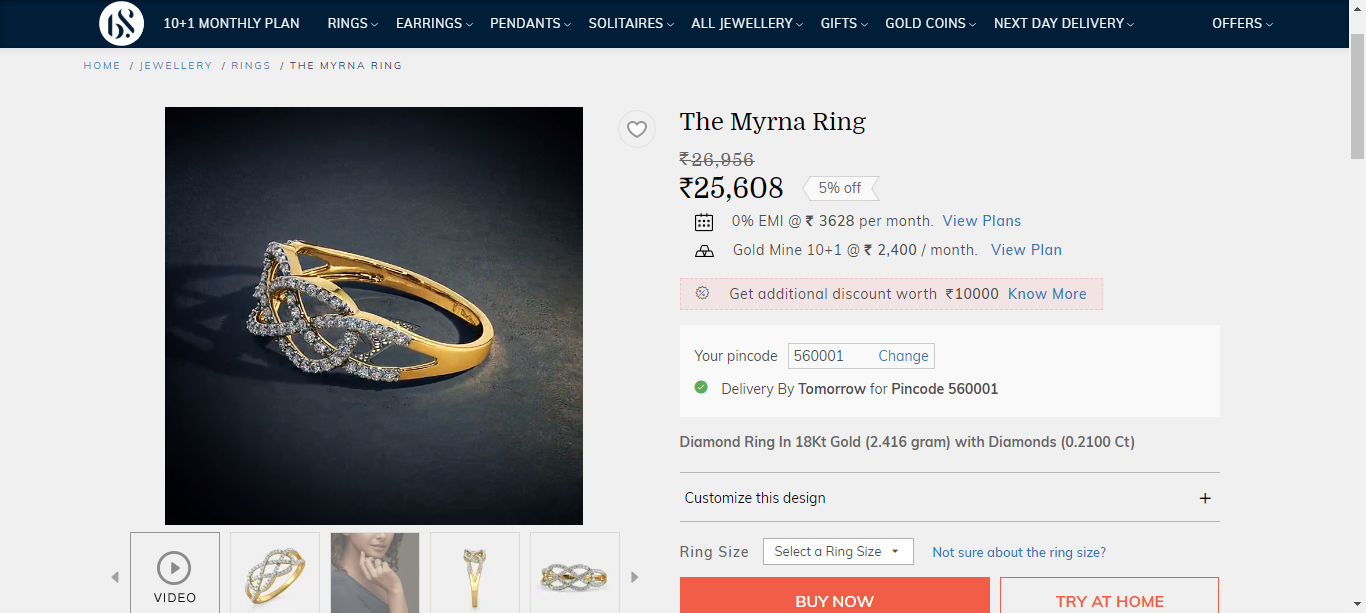 BS
10+1 MONTHLY PLAN RINGS EARRINGS PENDANTS SOLITAIRES ALL JEWELLERY GIFTS GOLD COINS NEXT DAY DELIVERY OFFERS
HOME / JEWELLERY / RINGS / THE MYRNA RING
The Myrna Ring
₹26,956
₹25,608 5% off
0% EMI @ ₹ 3628 per month. View Plans
Gold Mine 10+1 @ ₹ 2,400 / month. View Plan
Get additional discount worth ₹10000 Know More
Your pincode 560001 Change
Delivery By Tomorrow for Pincode 560001
Diamond Ring In 18Kt Gold (2.416 gram) with Diamonds (0.2100 Ct)
Customize this design +
Ring Size Select a Ring Size Not sure about the ring size?
VIDEO
BUY NOW TRY AT HOME